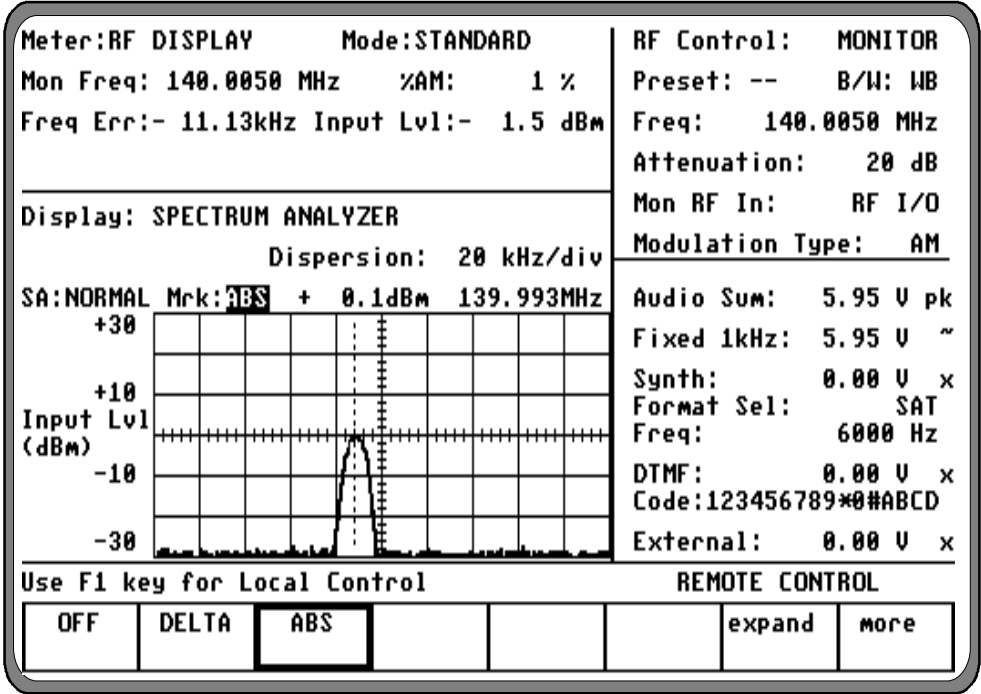 Meter:RF DISPLAY Mode:STANDARD
Mon Freq: 140.0050 MHz %AM: 1 %
Freq Err:- 11.13kHz Input Lvl:- 1.5 dBm
Display: SPECTRUM ANALYZER
Dispersion: 20 kHz/div
SA:NORMAL Mrk:ABS + 0.1dBm 139.993MHz
+30
+10
Input Lvl
(dBm)
-10
-30
RF Control: MONITOR
Preset: -- B/W: WB
Freq: 140.0050 MHz
Attenuation: 20 dB
Mon RF In: RF I/O
Modulation Type: AM
Audio Sum: 5.95 V pk
Fixed 1kHz: 5.95 V ~
Synth: 0.00 V x
Format Sel: SAT
Freq: 6000 Hz
DTMF: 0.00 V x
Code:123456789*0#ABCD
External: 0.00 V x
Use F1 key for Local Control REMOTE CONTROL
OFF DELTA ABS expand more